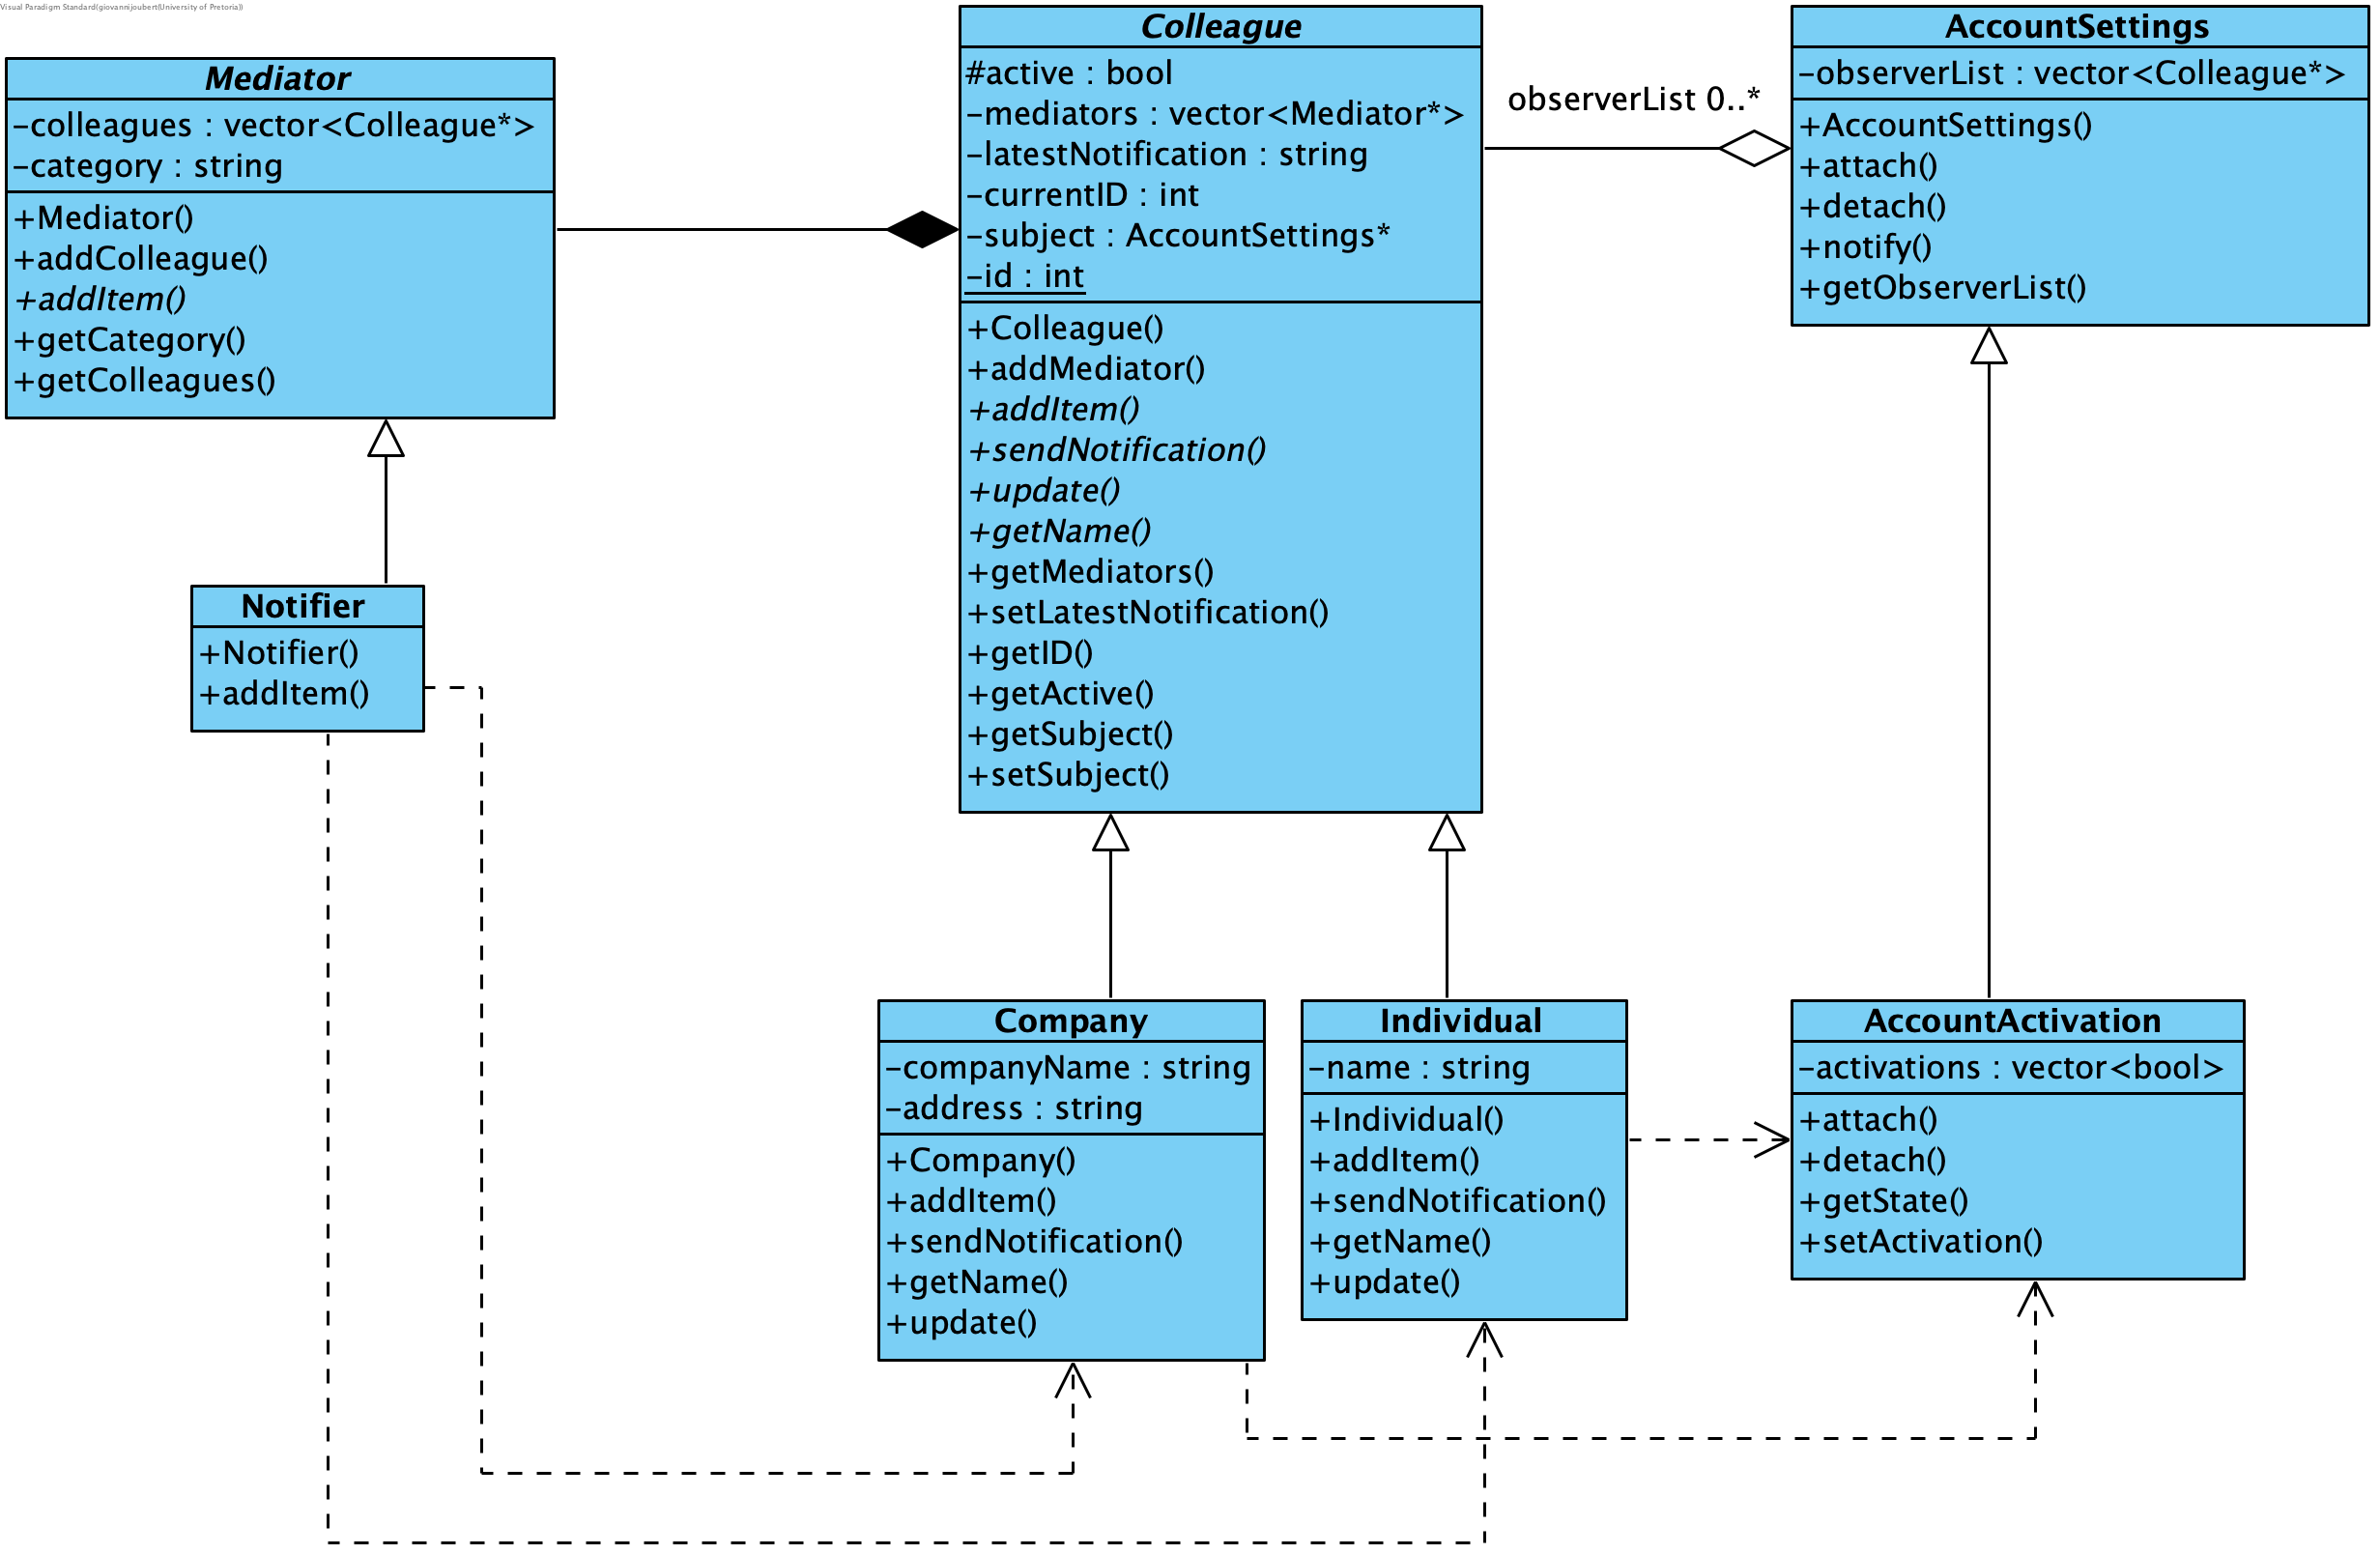 Visual Paradigm Standard(giovannijoubert(University of Pretoria))
Mediator
-colleagues : vector<Colleague*>
-category : string
+Mediator()
+addColleague()
+addItem()
+getCategory()
+getColleagues()
Colleague
#active : bool
-mediators : vector<Mediator*>
-latestNotification : string
-currentID : int
-subject : AccountSettings*
-id : int
+Colleague()
+addMediator()
+addItem()
+sendNotification()
+update()
+getName()
+getMediators()
+setLatestNotification()
+getID()
+getActive()
+getSubject()
+setSubject()
observerList 0..*
AccountSettings
-observerList : vector<Colleague*>
+AccountSettings()
+attach()
+detach()
+notify()
+getObserverList()
Notifier
+Notifier()
+addItem()
Company
-companyName : string
-address : string
+Company()
+addItem()
+sendNotification()
+getName()
+update()
Individual
-name : string
+Individual()
+addItem()
+sendNotification()
+getName()
+update()
AccountActivation
-activations : vector<bool>
+attach()
+detach()
+getState()
+setActivation()